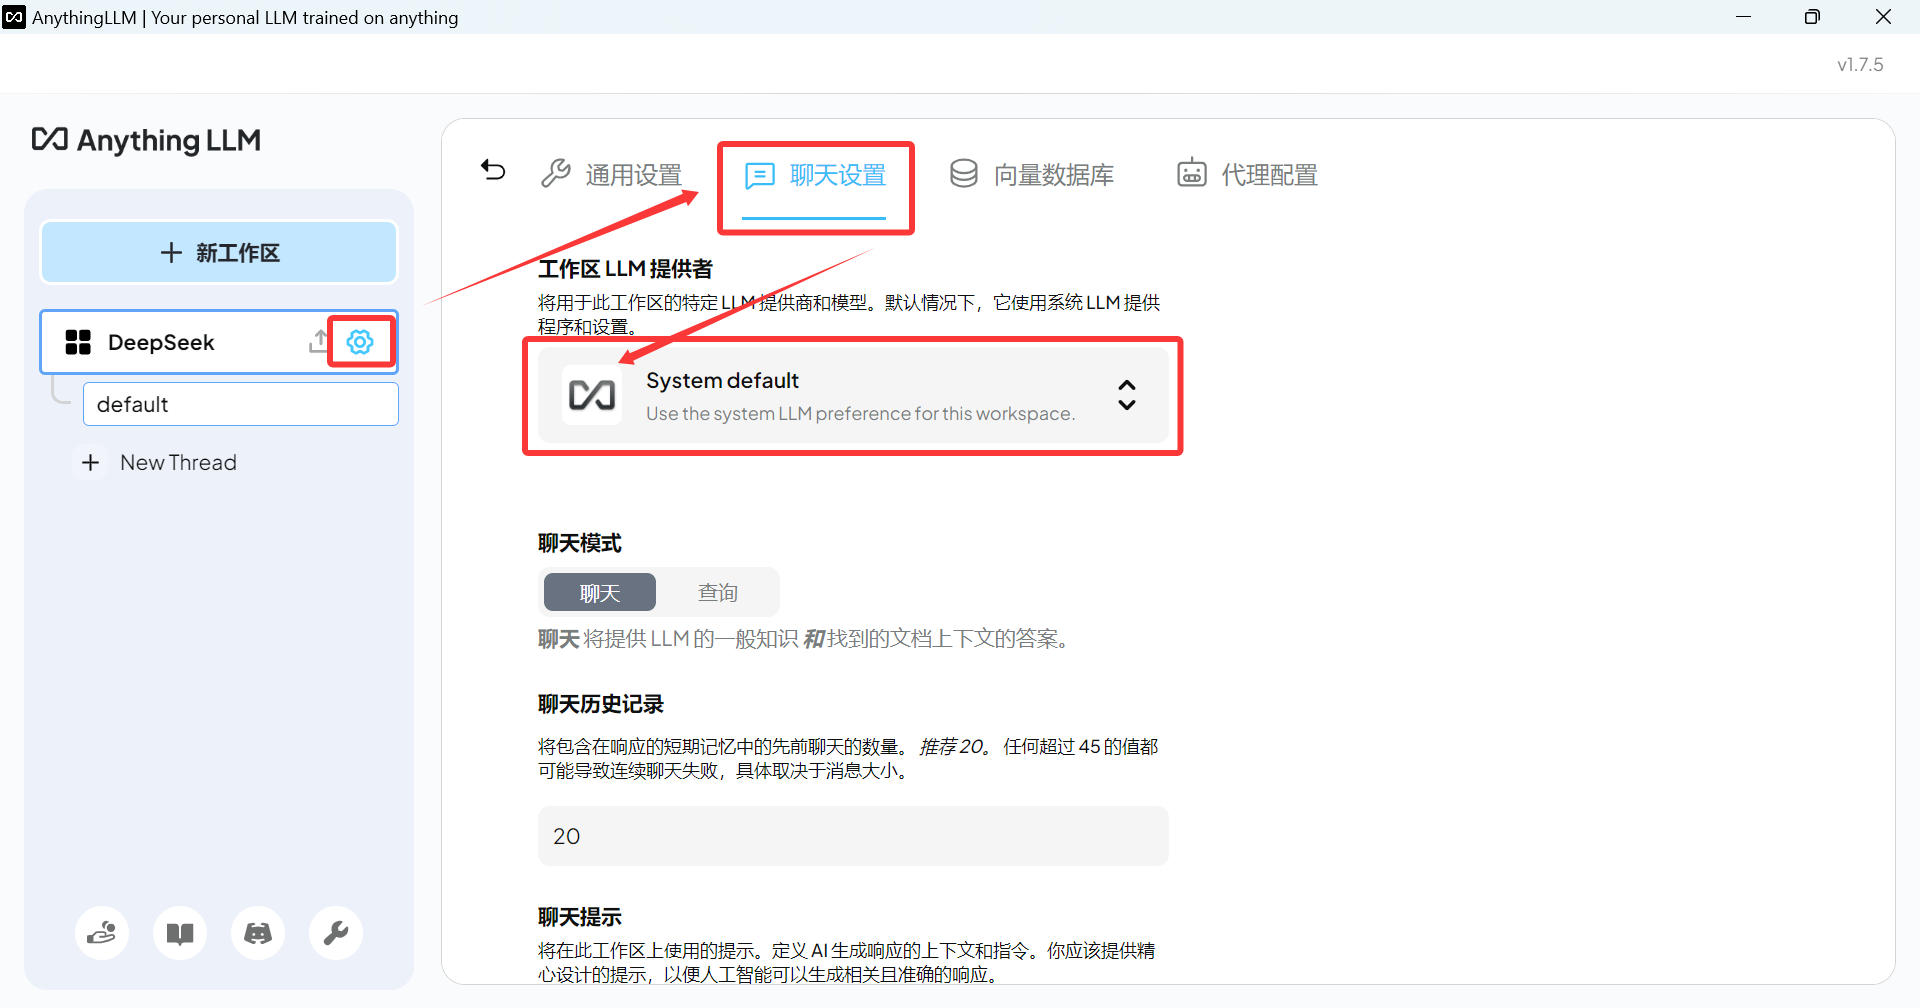 AnythingLLM | Your personal LLM trained on anything
v1.7.5
Anything LLM
新工作区
DeepSeek
default
New Thread
通用设置
聊天设置
向量数据库
代理配置
工作区 LLM 提供者
将用于此工作区的特定 LLM 提供商和模型。默认情况下，它使用系统 LLM 提供
程序和设置。
System default
Use the system LLM preference for this workspace.
聊天模式
聊天
查询
聊天 将提供 LLM 的一般知识 和 找到的文档上下文的答案。
聊天历史记录
将包含在响应的短期记忆中的先前聊天的数量。 推荐 20。 任何超过 45 的值都
可能导致连续聊天失败，具体取决于消息大小。
20
聊天提示
将在此工作区上使用的提示。定义 AI 生成响应的上下文和指令。你应该提供精
心设计的提示，以便人工智能可以生成相关且准确的响应。